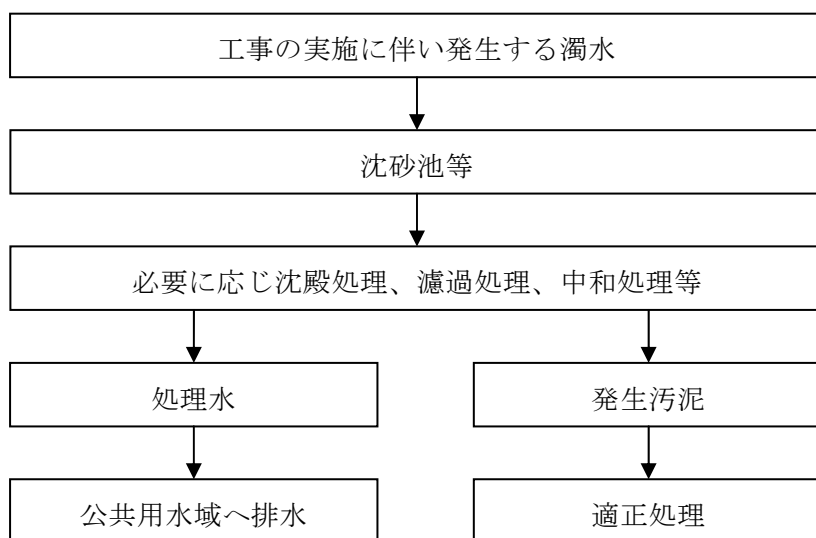 工事の実施に伴い発生する濁水
沈砂池等
必要に応じ沈殿処理、濾過処理、中和処理等
処理水
発生汚泥
公共用水域へ排水
適正処理